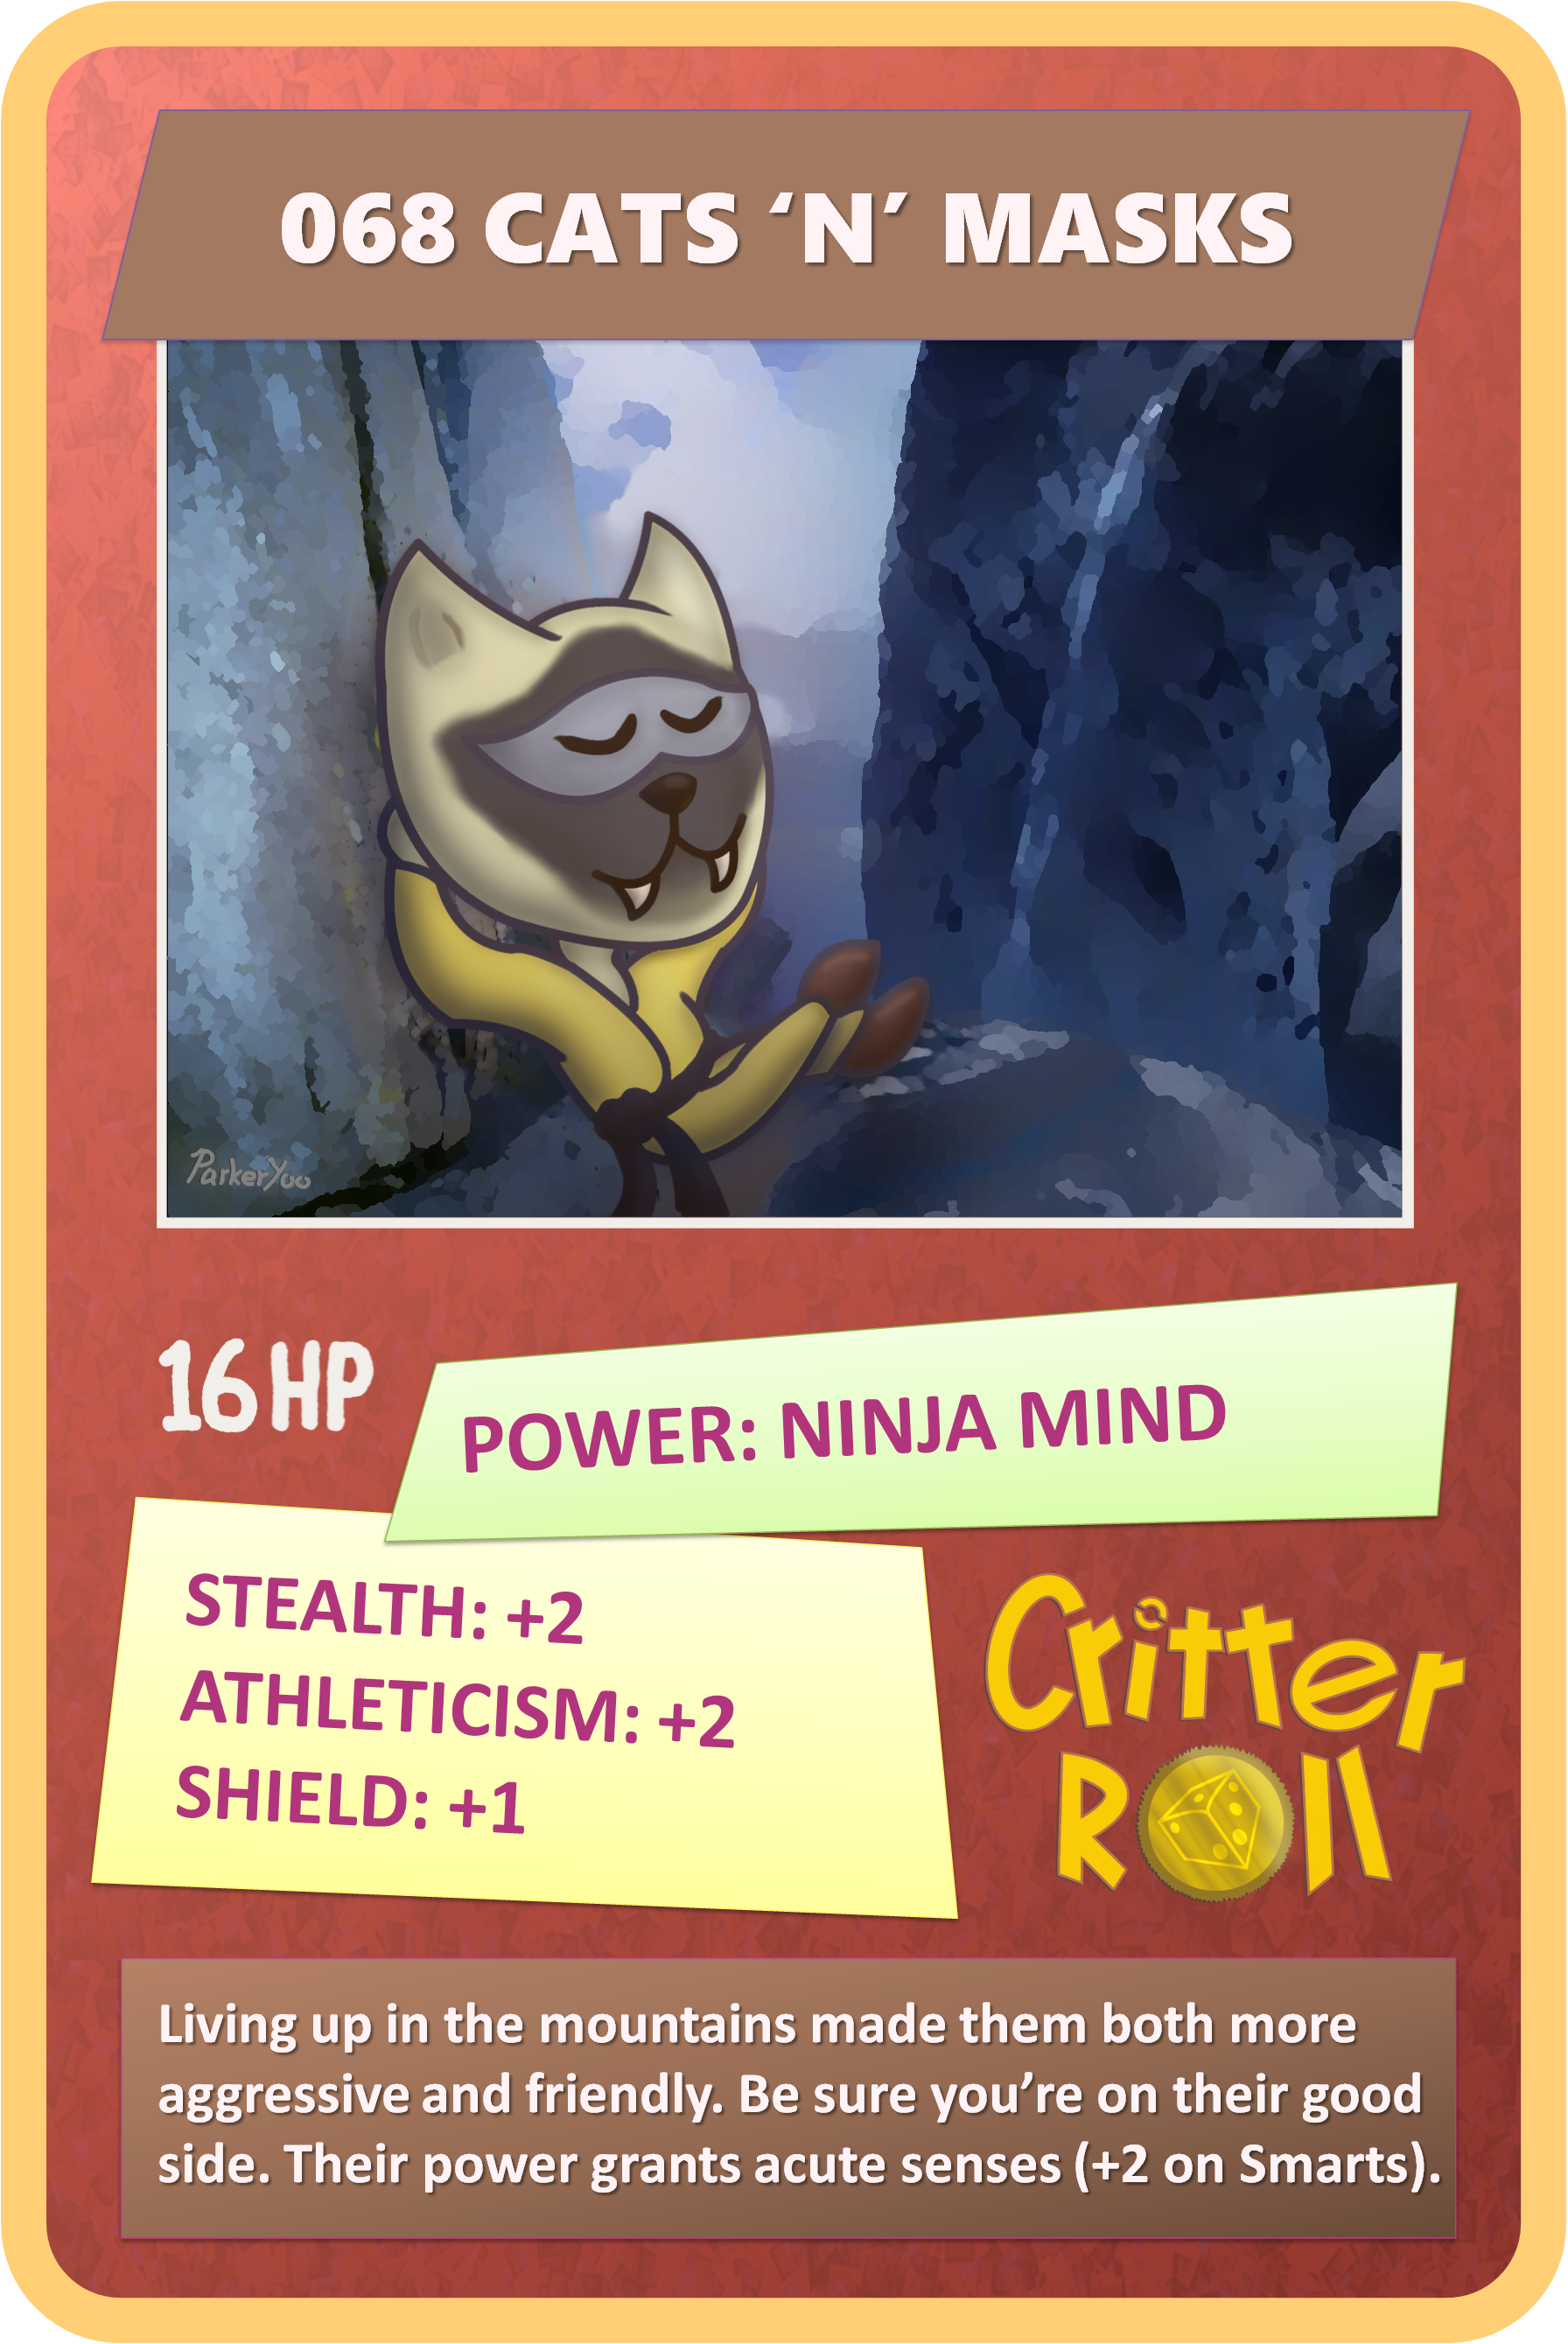 068 CATS ‘N’ MASKS
ParkerYoo
16 HP
POWER: NINJA MIND
STEALTH: +2
ATHLETICISM: +2
SHIELD: +1
Critter
Roll
Living up in the mountains made them both more
aggressive and friendly. Be sure you’re on their good
side. Their power grants acute senses (+2 on Smarts).